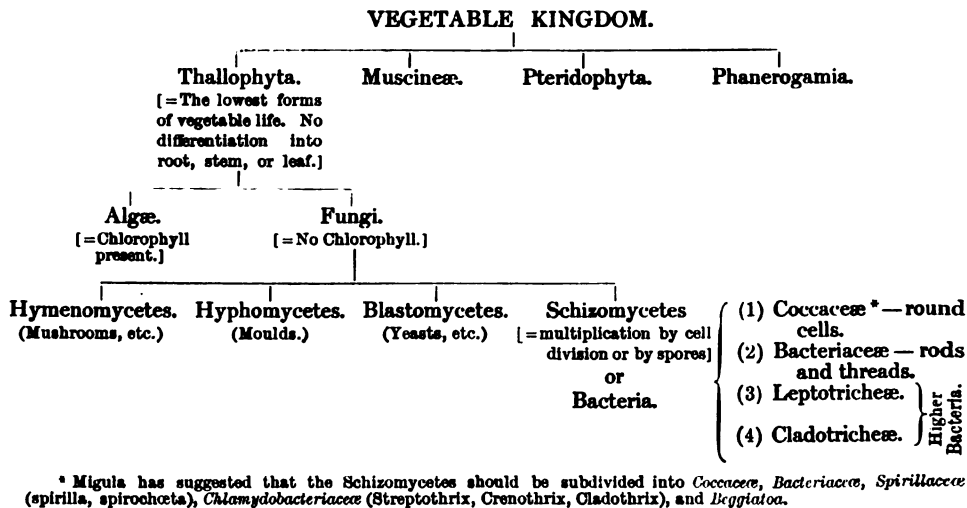 VEGETABLE KINGDOM.
Thallophyta. Muscineæ. Pteridophyta. Phanerogamia.
[=The lowest forms
of vegetable life. No
differentiation into
root, stem, or leaf.]
Algæ. Fungi.
[=Chlorophyll
present.]
[=No Chlorophyll.]
Hymenomycetes. Hyphomycetes. Blastomycetes. Schizomycetes
(Mushrooms, etc.) (Moulds.) (Yeasts, etc.) [=multiplication by cell
division or by spores]
or
Bacteria.
(1) Coccaceæ*—round
cells.
(2) Bacteriaceæ — rods
and threads.
(3) Leptotricheæ.
(4) Cladotricheæ.
Higher
Bacteria.
* Migula has suggested that the Schizomycetes should be subdivided into Coccaceæ, Bacteriaceæ, Spirillaceæ
(spirilla, spirochœta), Chlamydobacteriaceæ (Streptothrix, Crenothrix, Cladothrix), and Beggiatoa.